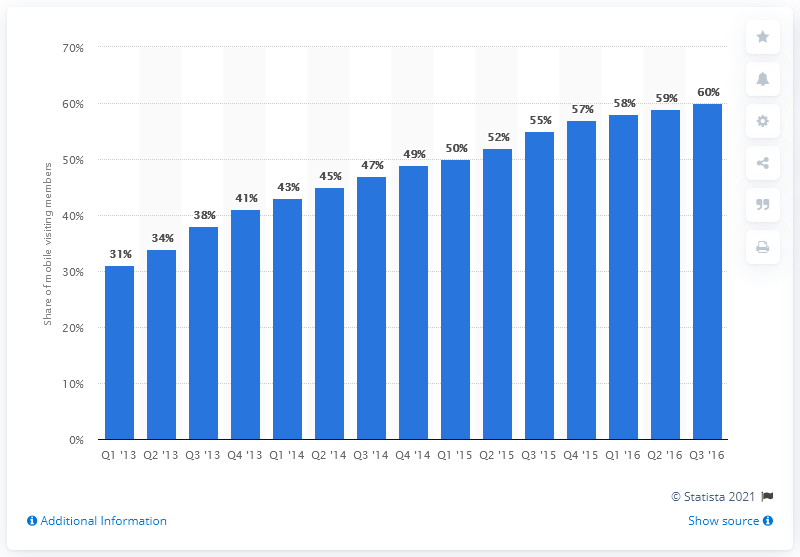 70%
60%
50%
40%
30%
20%
10%
0%
Share of mobile visiting members
31%
34%
38%
41%
43%
45%
47%
49%
50%
52%
55%
57%
58%
59%
60%
Q1 '13
Q2 '13
Q3 '13
Q4 '13
Q1 '14
Q2 '14
Q3 '14
Q4 '14
Q1 '15
Q2 '15
Q3 '15
Q4 '15
Q1 '16
Q2 '16
Q3 '16
© Statista 2021
Additional Information
Show source